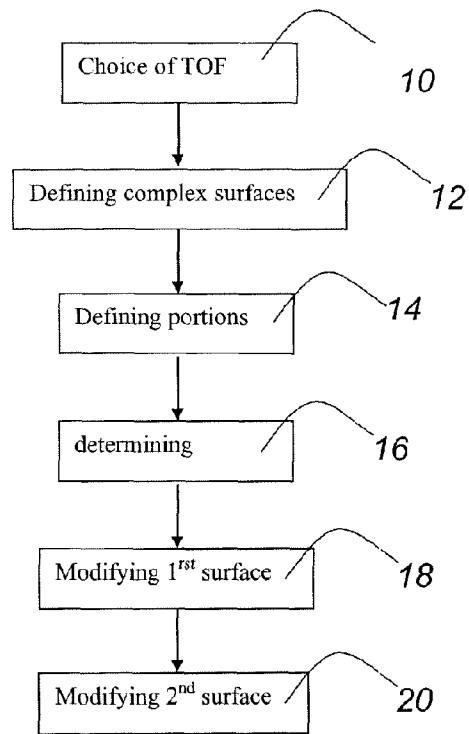 Choice of TOF
10
Defining complex surfaces
12
Defining portions
14
determining
16
Modifying 1rst surface
18
Modifying 2nd surface
20